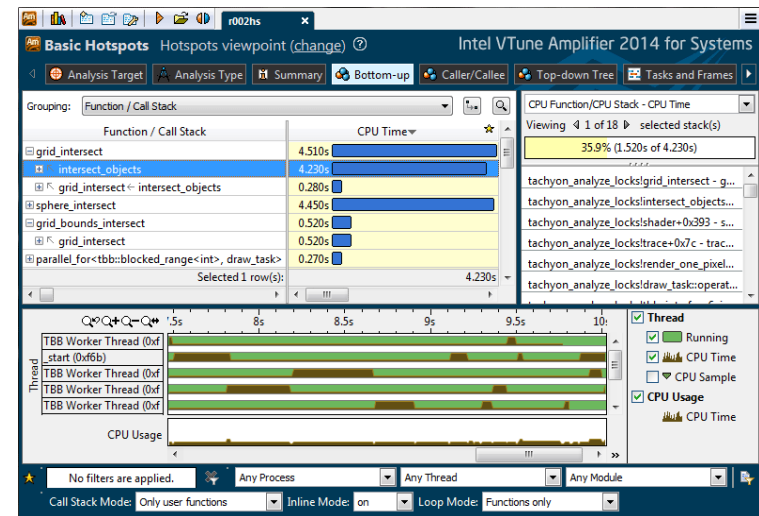 r002hs ×
Am Basic Hotspots Hotspots viewpoint (change) ? Intel VTune Amplifier 2014 for Systems
Analysis Target Analysis Type Summary Bottom-up Caller/Callee Top-down Tree Tasks and Frames
Grouping: Function / Call Stack
Function / Call Stack CPU Time
grid_intersect 4.510s
intersect_objects 4.230s
grid_intersect ← intersect_objects 0.280s
sphere_intersect 4.450s
grid_bounds_intersect 0.520s
grid_intersect 0.520s
parallel_for<tbb::blocked_range<int>, draw_task> 0.270s
Selected 1 row(s): 4.230s
CPU Function/CPU Stack - CPU Time
Viewing 1 of 18 selected stack(s)
35.9% (1.520s of 4.230s)
tachyon_analyze_locks!grid_intersect - g...
tachyon_analyze_locks!intersect_objects...
tachyon_analyze_locks!shader+0x393 - s...
tachyon_analyze_locks!trace+0x7c - trac...
tachyon_analyze_locks!render_one_pixel...
tachyon_analyze_locks!draw_task::operat...
'.5s 8s 8.5s 9s 9.5s 10:
Thread
TBB Worker Thread (0xf
_start (0xf6b)
TBB Worker Thread (0xf
TBB Worker Thread (0xf
TBB Worker Thread (0xf
CPU Usage
Thread
Running
CPU Time
CPU Sample
CPU Usage
CPU Time
No filters are applied. Any Process Any Thread Any Module
Call Stack Mode: Only user functions Inline Mode: on Loop Mode: Functions only